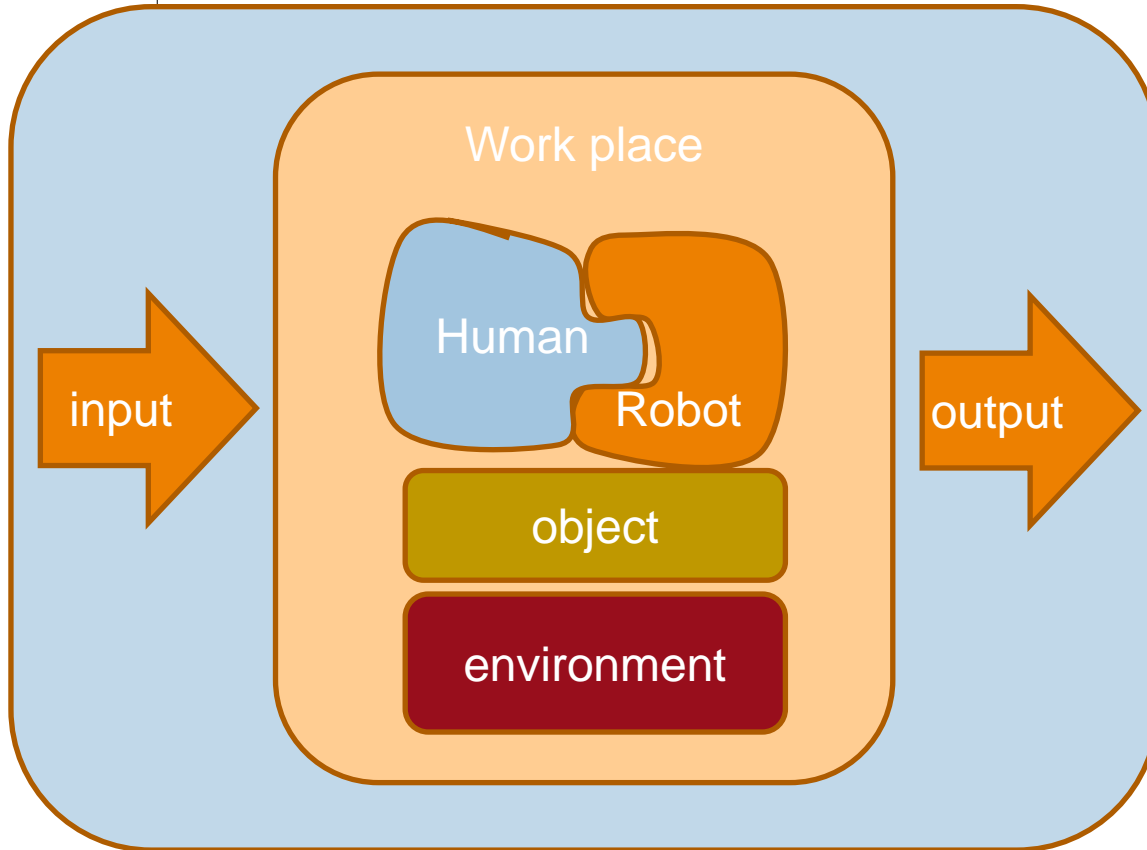 Work place
Human
input
Robot
output
object
environment